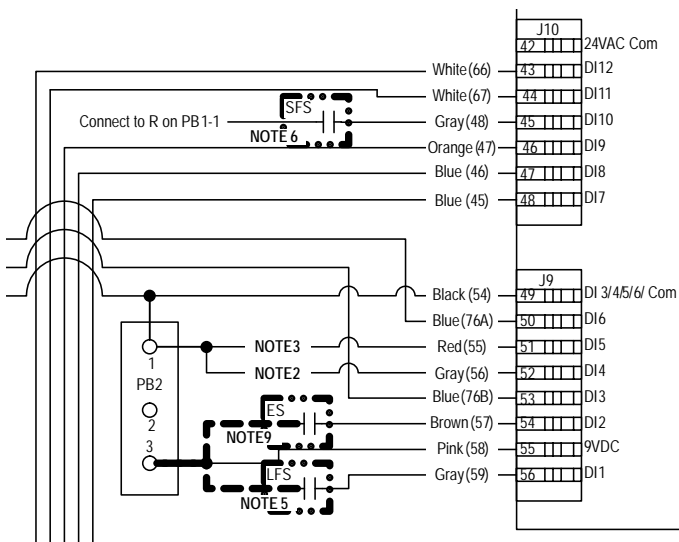 J10
42 24VAC Com
White (66) 43 DI12
White (67) 44 DI11
SFS
Connect to R on PB1-1 Gray (48) 45 DI10
NOTE 6
Orange (47) 46 DI9
Blue (46) 47 DI8
Blue (45) 48 DI7
J9
Black (54) 49 DI 3/4/5/6/ Com
Blue (76A) 50 DI6
NOTE3 Red (55) 51 DI5
1
NOTE2 Gray (56) 52 DI4
PB2
Blue (76B) 53 DI3
ES
2
Brown (57) 54 DI2
NOTE9
3
Pink (58) 55 9VDC
LFS
Gray (59) 56 DI1
NOTE 5